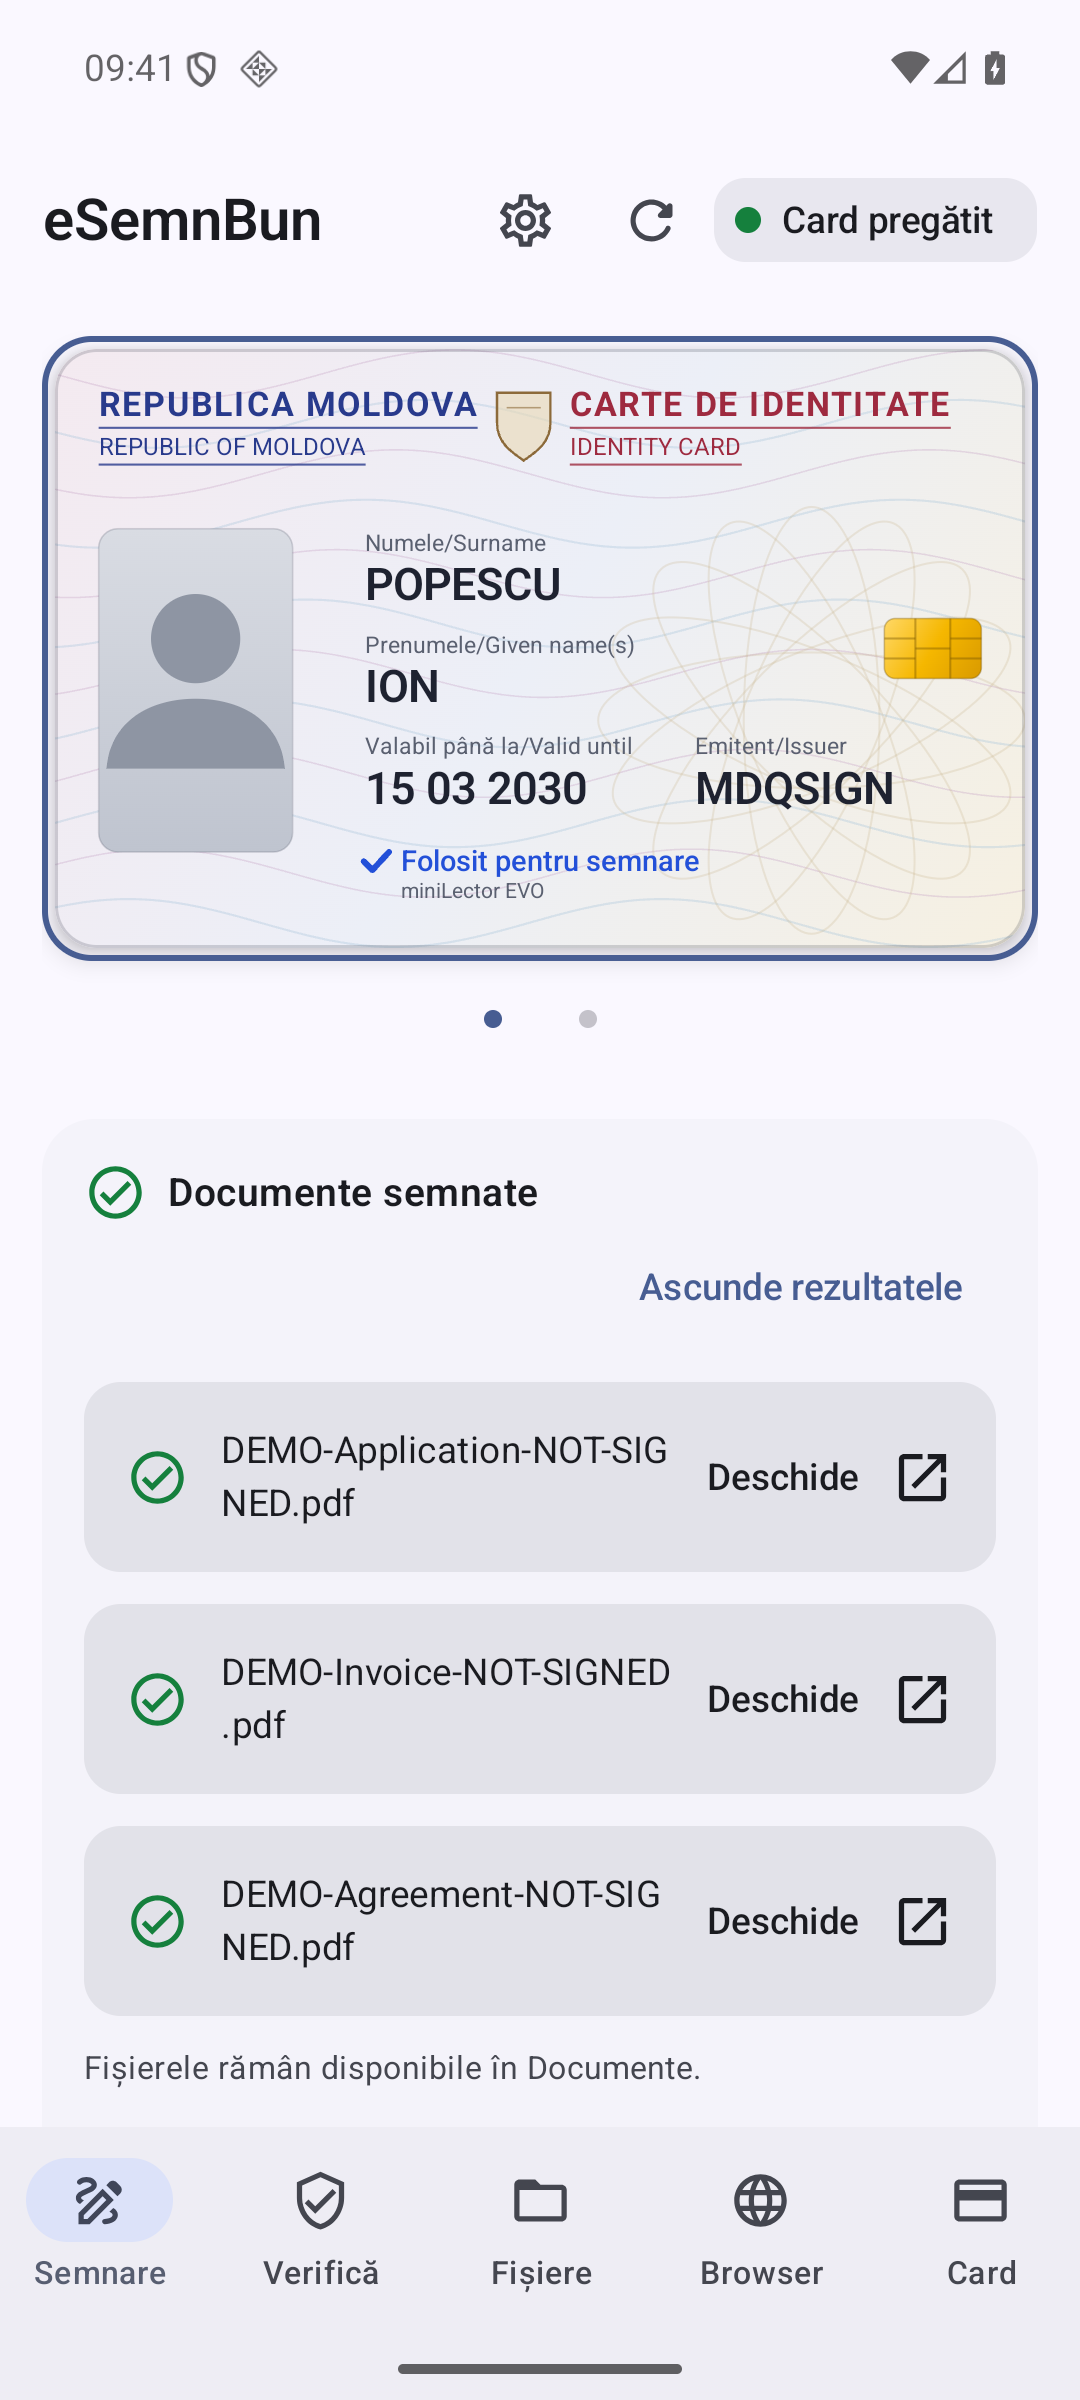 09:41
eSemnBun
Card pregătit
REPUBLICA MOLDOVA
REPUBLIC OF MOLDOVA
CARTE DE IDENTITATE
IDENTITY CARD
Numele/Surname
POPESCU
Prenumele/Given name(s)
ION
Valabil până la/Valid until
15 03 2030
Emitent/Issuer
MDQSIGN
Folosit pentru semnare
miniLector EVO
Documente semnate
Ascunde rezultatele
DEMO-Application-NOT-SIG
NED.pdf
Deschide
DEMO-Invoice-NOT-SIGNED
.pdf
Deschide
DEMO-Agreement-NOT-SIG
NED.pdf
Deschide
Fișierele rămân disponibile în Documente.
Semnare
Verifică
Fișiere
Browser
Card